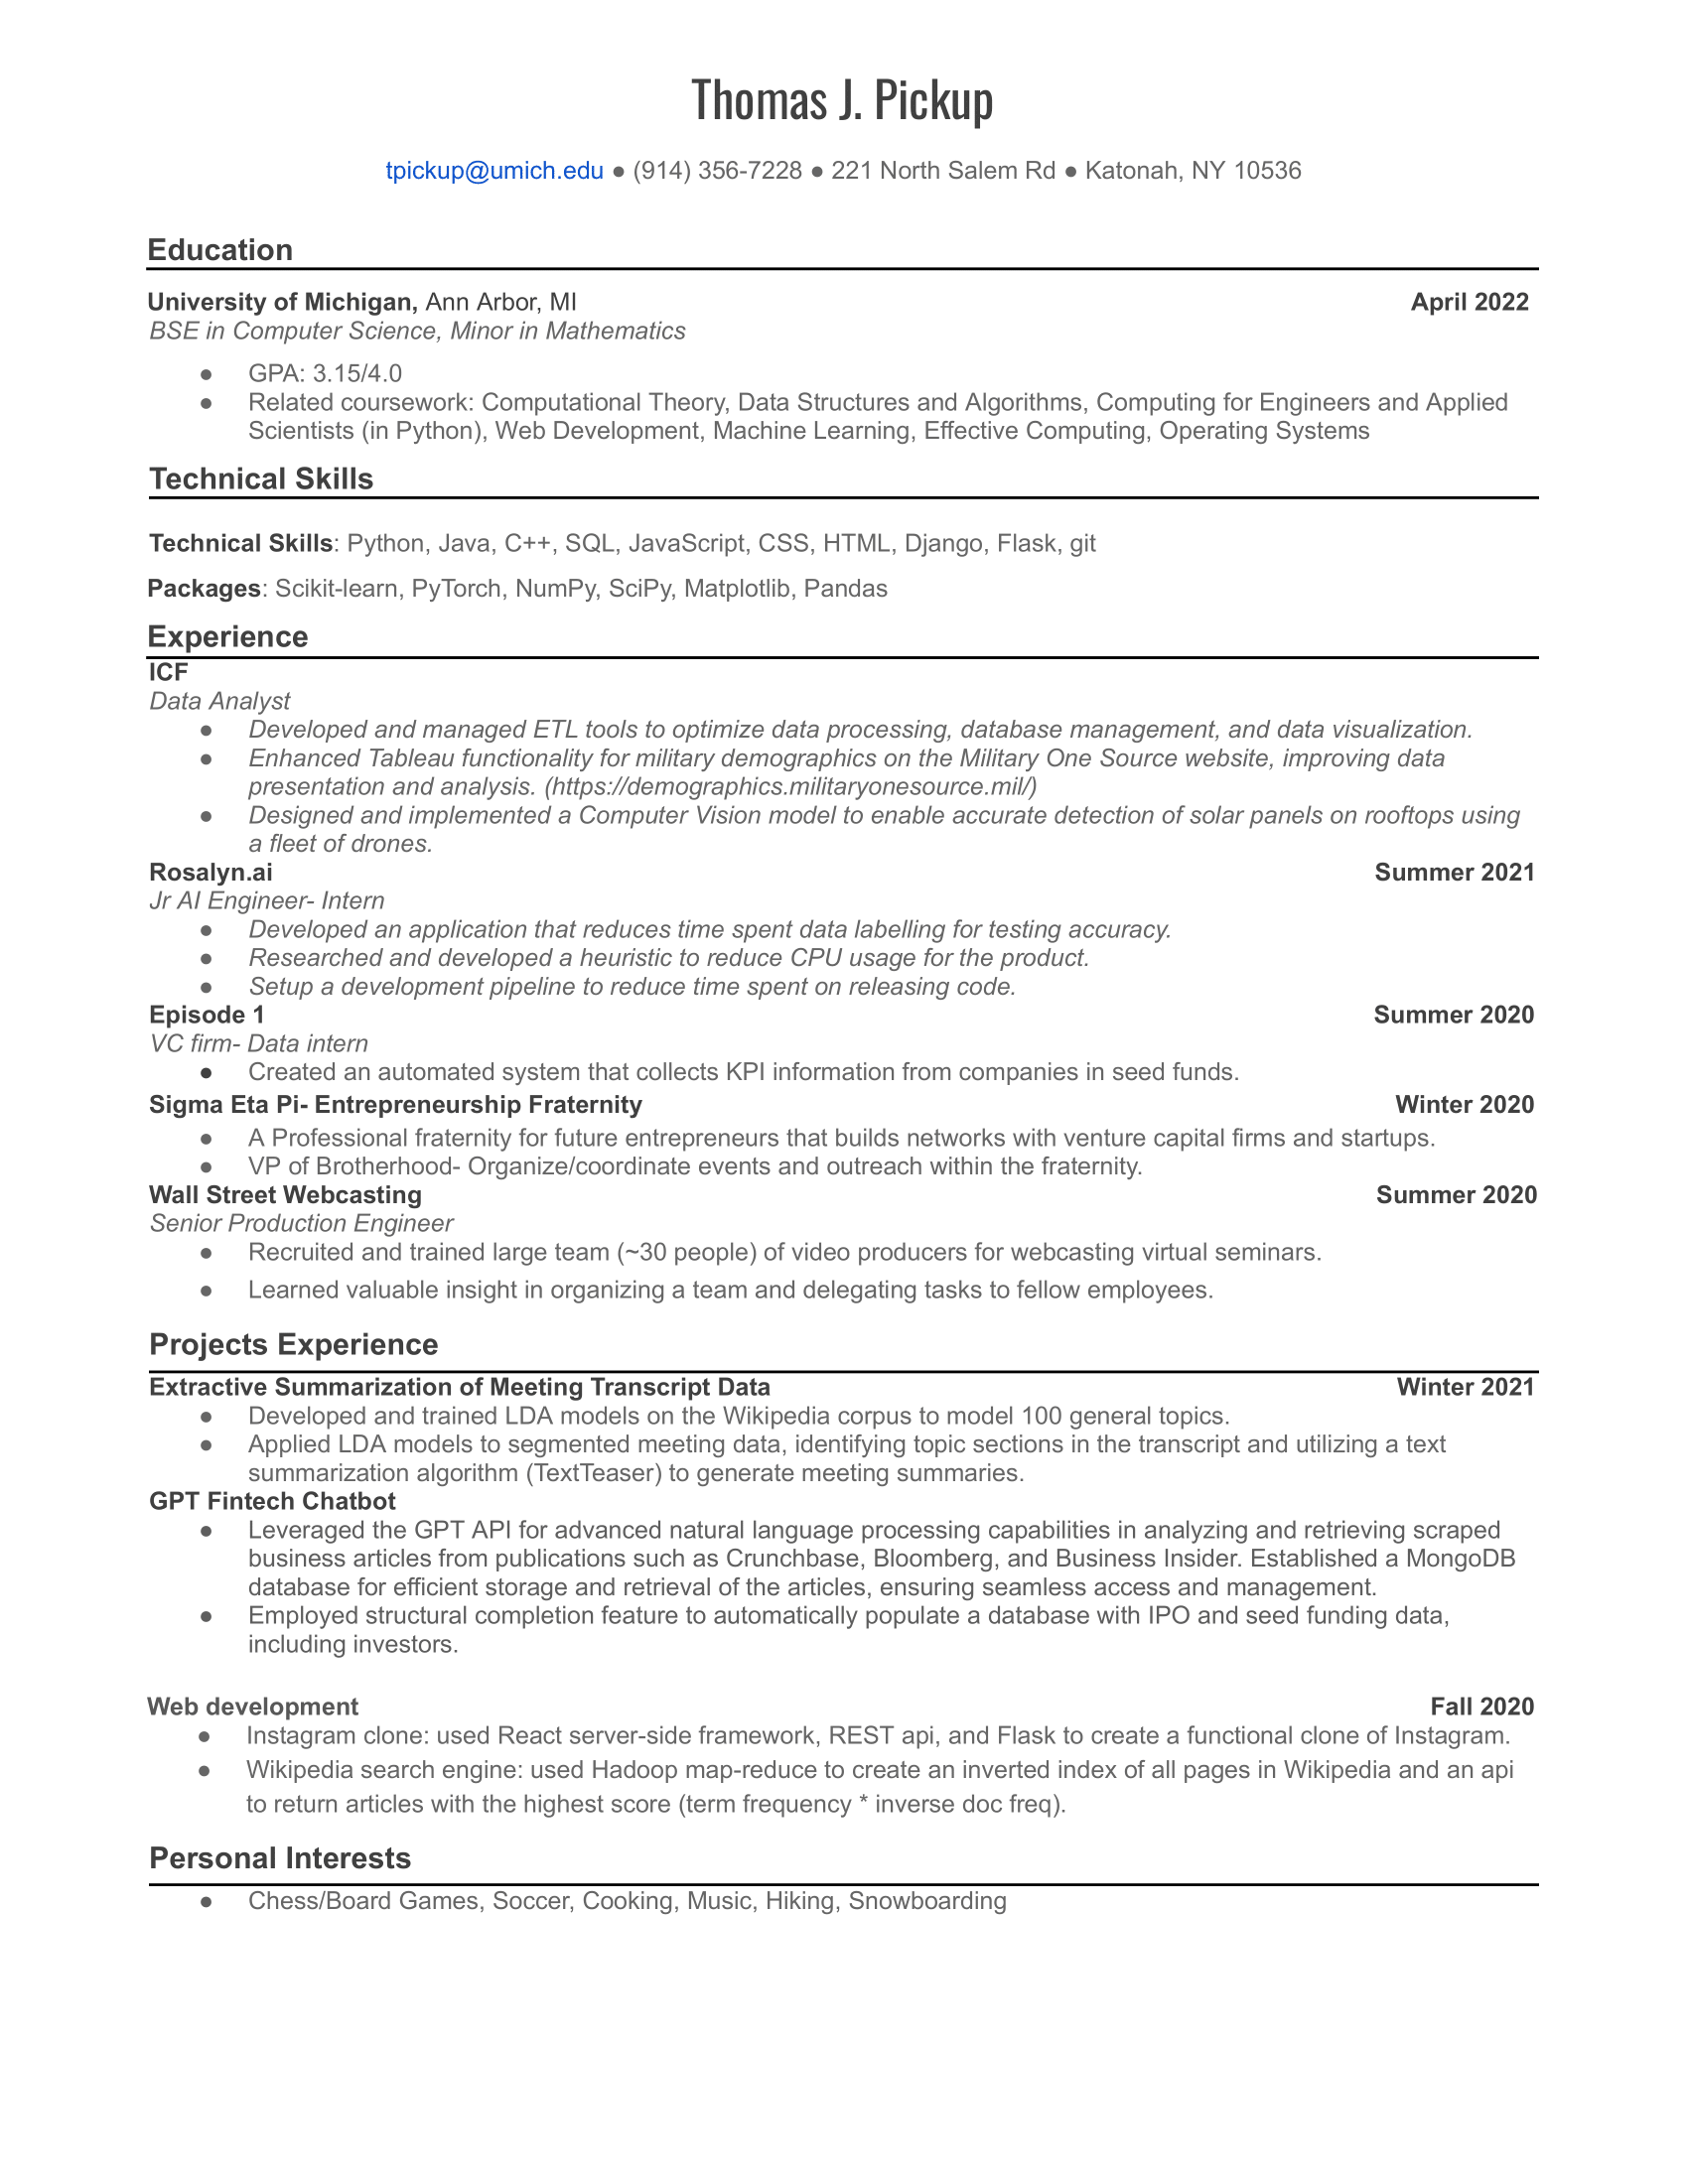 Thomas J. Pickup
tpickup@umich.edu ● (914) 356-7228 ● 221 North Salem Rd ● Katonah, NY 10536
Education
University of Michigan, Ann Arbor, MI April 2022
BSE in Computer Science, Minor in Mathematics
● GPA: 3.15/4.0
● Related coursework: Computational Theory, Data Structures and Algorithms, Computing for Engineers and Applied
Scientists (in Python), Web Development, Machine Learning, Effective Computing, Operating Systems
Technical Skills
Technical Skills: Python, Java, C++, SQL, JavaScript, CSS, HTML, Django, Flask, git
Packages: Scikit-learn, PyTorch, NumPy, SciPy, Matplotlib, Pandas
Experience
ICF
Data Analyst
● Developed and managed ETL tools to optimize data processing, database management, and data visualization.
● Enhanced Tableau functionality for military demographics on the Military One Source website, improving data
presentation and analysis. (https://demographics.militaryonesource.mil/)
● Designed and implemented a Computer Vision model to enable accurate detection of solar panels on rooftops using
a fleet of drones.
Rosalyn.ai Summer 2021
Jr AI Engineer- Intern
● Developed an application that reduces time spent data labelling for testing accuracy.
● Researched and developed a heuristic to reduce CPU usage for the product.
● Setup a development pipeline to reduce time spent on releasing code.
Episode 1 Summer 2020
VC firm- Data intern
● Created an automated system that collects KPI information from companies in seed funds.
Sigma Eta Pi- Entrepreneurship Fraternity Winter 2020
● A Professional fraternity for future entrepreneurs that builds networks with venture capital firms and startups.
● VP of Brotherhood- Organize/coordinate events and outreach within the fraternity.
Wall Street Webcasting Summer 2020
Senior Production Engineer
● Recruited and trained large team (~30 people) of video producers for webcasting virtual seminars.
● Learned valuable insight in organizing a team and delegating tasks to fellow employees.
Projects Experience
Extractive Summarization of Meeting Transcript Data Winter 2021
● Developed and trained LDA models on the Wikipedia corpus to model 100 general topics.
● Applied LDA models to segmented meeting data, identifying topic sections in the transcript and utilizing a text
summarization algorithm (TextTeaser) to generate meeting summaries.
GPT Fintech Chatbot
● Leveraged the GPT API for advanced natural language processing capabilities in analyzing and retrieving scraped
business articles from publications such as Crunchbase, Bloomberg, and Business Insider. Established a MongoDB
database for efficient storage and retrieval of the articles, ensuring seamless access and management.
● Employed structural completion feature to automatically populate a database with IPO and seed funding data,
including investors.
Web development Fall 2020
● Instagram clone: used React server-side framework, REST api, and Flask to create a functional clone of Instagram.
● Wikipedia search engine: used Hadoop map-reduce to create an inverted index of all pages in Wikipedia and an api
to return articles with the highest score (term frequency * inverse doc freq).
Personal Interests
● Chess/Board Games, Soccer, Cooking, Music, Hiking, Snowboarding